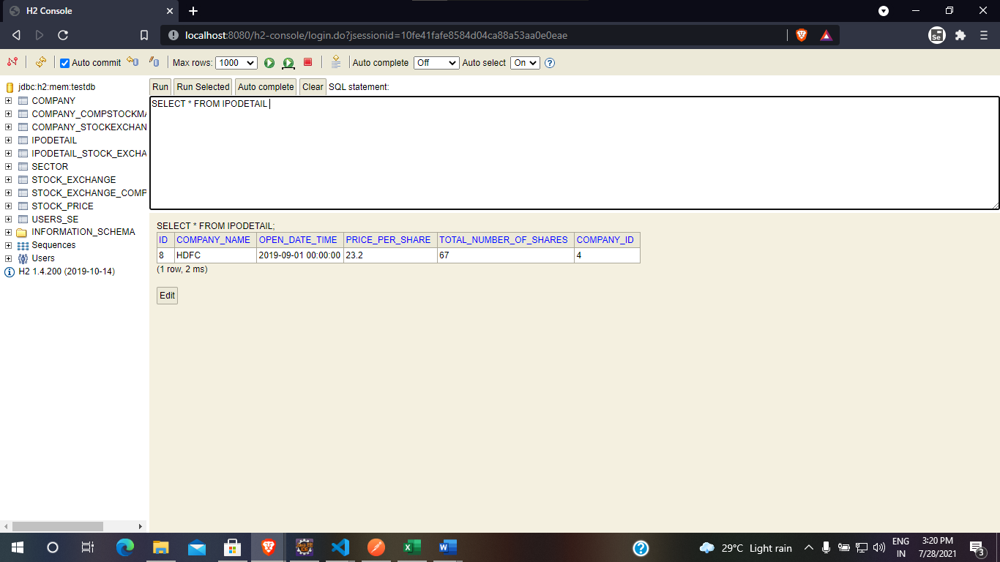 H2 Console
localhost:8080/h2-console/login.do?jsessionid=10fe41fafe8584d04ca88a53aa0e0eae
Se
Auto commit Max rows: 1000 Auto complete Off Auto select On ?
jdbc:h2:mem:testdb
COMPANY
COMPANY_COMPSTOCKMA
COMPANY_STOCKEXCHAN
IPODETAIL
IPODETAIL_STOCK_EXCHA
SECTOR
STOCK_EXCHANGE
STOCK_EXCHANGE_COMP
STOCK_PRICE
USERS_SE
INFORMATION_SCHEMA
Sequences
Users
H2 1.4.200 (2019-10-14)
Run Run Selected Auto complete Clear SQL statement:
SELECT * FROM IPODETAIL
SELECT * FROM IPODETAIL;
ID COMPANY_NAME OPEN_DATE_TIME PRICE_PER_SHARE TOTAL_NUMBER_OF_SHARES COMPANY_ID
8 HDFC 2019-09-01 00:00:00 23.2 67 4
(1 row, 2 ms)
Edit
29°C Light rain
ENG
IN
3:20 PM
7/28/2021
3